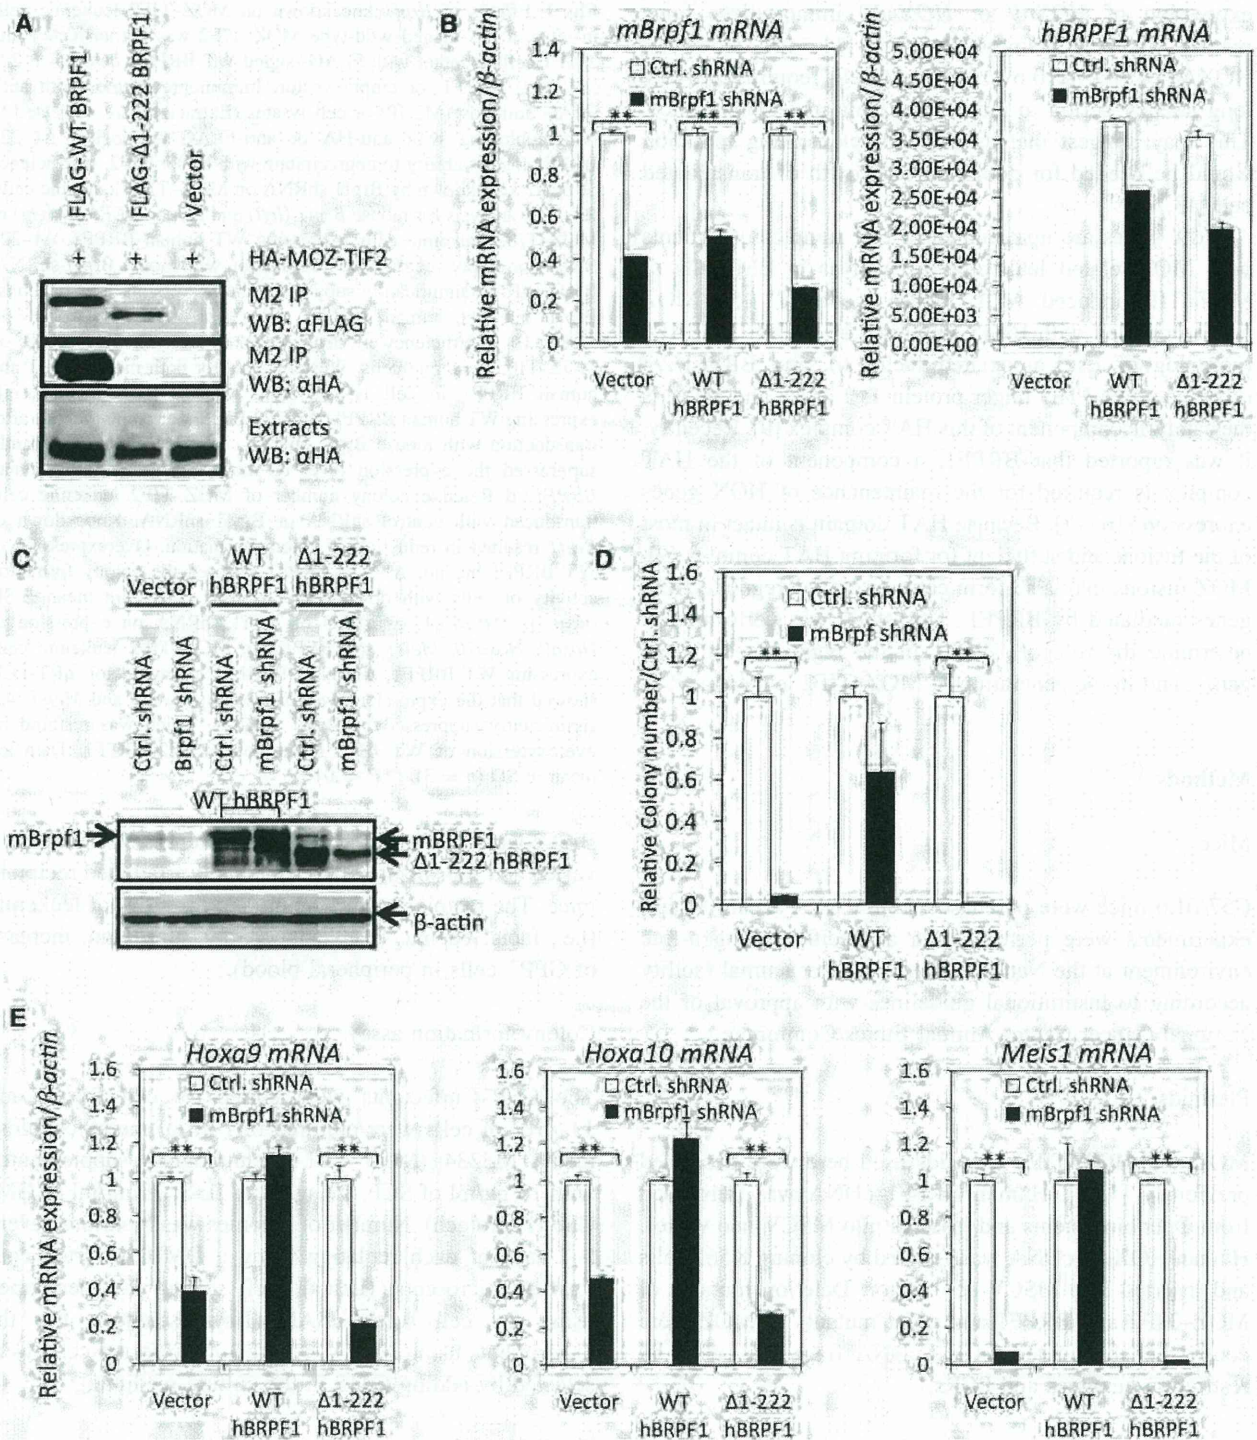 A
FLAG-WT: BRPF1
FLAG-Δ1-222 BRPF1
Vector
+ + + HA-MOZ-TIF2
M2 IP
WB: αFLAG
M2 IP
WB: αHA
Extracts
WB: αHA
B
mBrpf1 mRNA
Relative mRNA expression/β-actin
1.4
1.2
1
0.8
0.6
0.4
0.2
0
Ctrl. shRNA
mBrpf1 shRNA
** ** **
Vector WT Δ1-222
hBRPF1 hBRPF1
hBRPF1 mRNA
Relative mRNA expression/β-actin
5.00E+04
4.50E+04
4.00E+04
3.50E+04
3.00E+04
2.50E+04
2.00E+04
1.50E+04
1.00E+04
5.00E+03
0.00E+00
Ctrl. shRNA
mBrpf1 shRNA
Vector WT Δ1-222
hBRPF1 hBRPF1
C
WT Δ1-222
Vector hBRPF1 hBRPF1
Ctrl. shRNA
Brpf1 shRNA
Ctrl. shRNA
mBrpf1 shRNA
Ctrl. shRNA
mBrpf1 shRNA
WT hBRPF1
mBrpf1
mBRPF1
Δ1-222 hBRPF1
β-actin
D
Relative Colony number/Ctrl. shRNA
1.6
1.4
1.2
1
0.8
0.6
0.4
0.2
0
Ctrl. shRNA
mBrpf shRNA
** **
Vector WT Δ1-222
hBRPF1 hBRPF1
E
Hoxa9 mRNA
Relative mRNA expression/β-actin
1.6
1.4
1.2
1
0.8
0.6
0.4
0.2
0
Ctrl. shRNA
mBrpf1 shRNA
** **
Vector WT Δ1-222
hBRPF1 hBRPF1
Hoxa10 mRNA
1.6
1.4
1.2
1
0.8
0.6
0.4
0.2
0
Ctrl. shRNA
mBrpf1 shRNA
** **
Vector WT Δ1-222
hBRPF1 hBRPF1
Meis1 mRNA
1.6
1.4
1.2
1
0.8
0.6
0.4
0.2
0
Ctrl. shRNA
mBrpf1 shRNA
** **
Vector WT Δ1-222
hBRPF1 hBRPF1